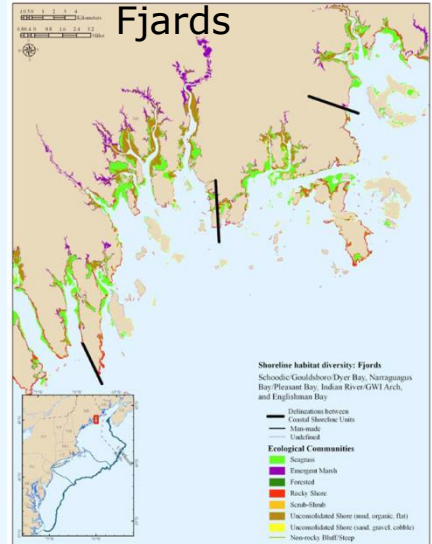 Fjards
Kilometers
Miles
Shoreline habitat diversity: Fjords
Schoodic/Gouldsboro/Dyer Bay, Narraguagus
Bay/Pleasant Bay, Indian River/GWI Arch,
and Englishman Bay
Delineations between
Coastal Shoreline Units
Man-made
Undefined
Ecological Communities
Seagrass
Emergent Marsh
Forested
Rocky Shore
Scrub-Shrub
Unconsolidated Shore (mud, organic, flat)
Unconsolidated Shore (sand, gravel, cobble)
Non-rocky Bluff/Steep